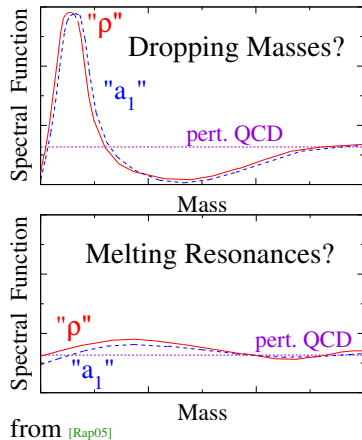 Spectral Function
"ρ"
Dropping Masses?
"a₁"
pert. QCD
Mass
Spectral Function
Melting Resonances?
"ρ"
pert. QCD
"a₁"
Mass
from [Rap05]